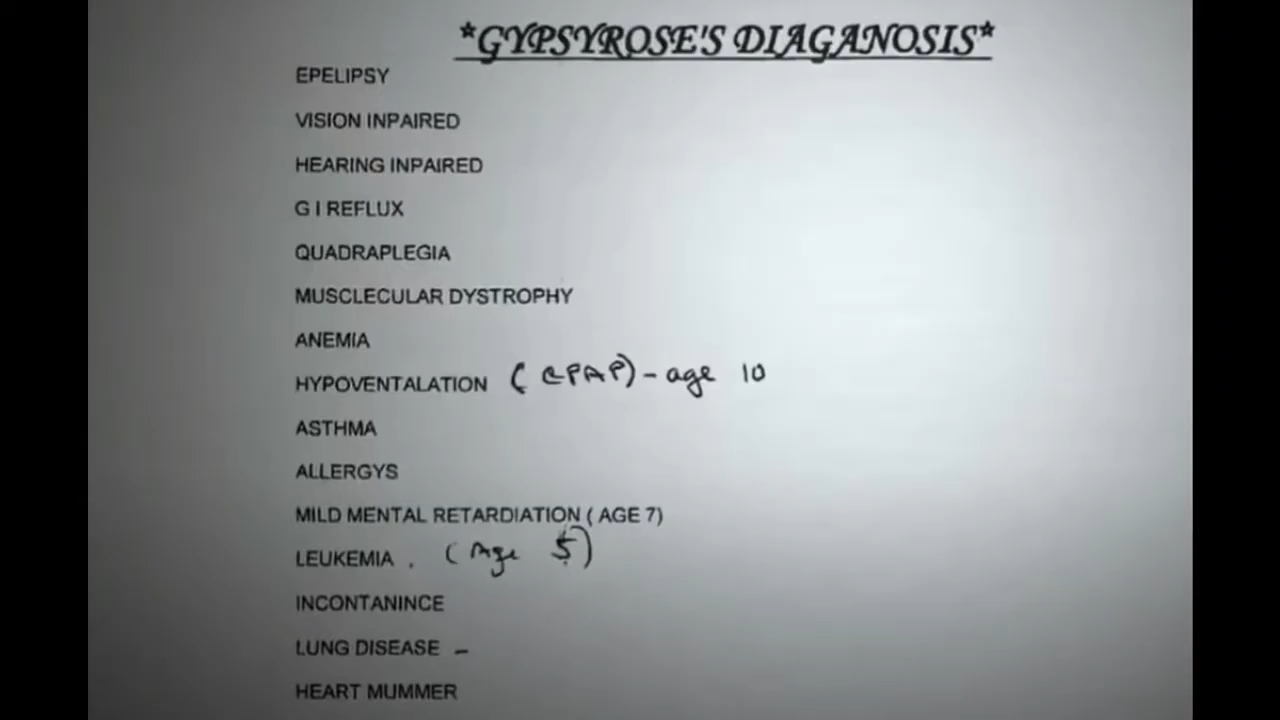 *GYPSYROSE'S DIAGANOSIS*
EPELIPSY
VISION INPAIRED
HEARING INPAIRED
G I REFLUX
QUADRAPLEGIA
MUSCLECULAR DYSTROPHY
ANEMIA
HYPOVENTALATION (CPAP) - age 10
ASTHMA
ALLERGYS
MILD MENTAL RETARDIATION ( AGE 7)
LEUKEMIA . (Age 5)
INCONTANINCE
LUNG DISEASE -
HEART MUMMER